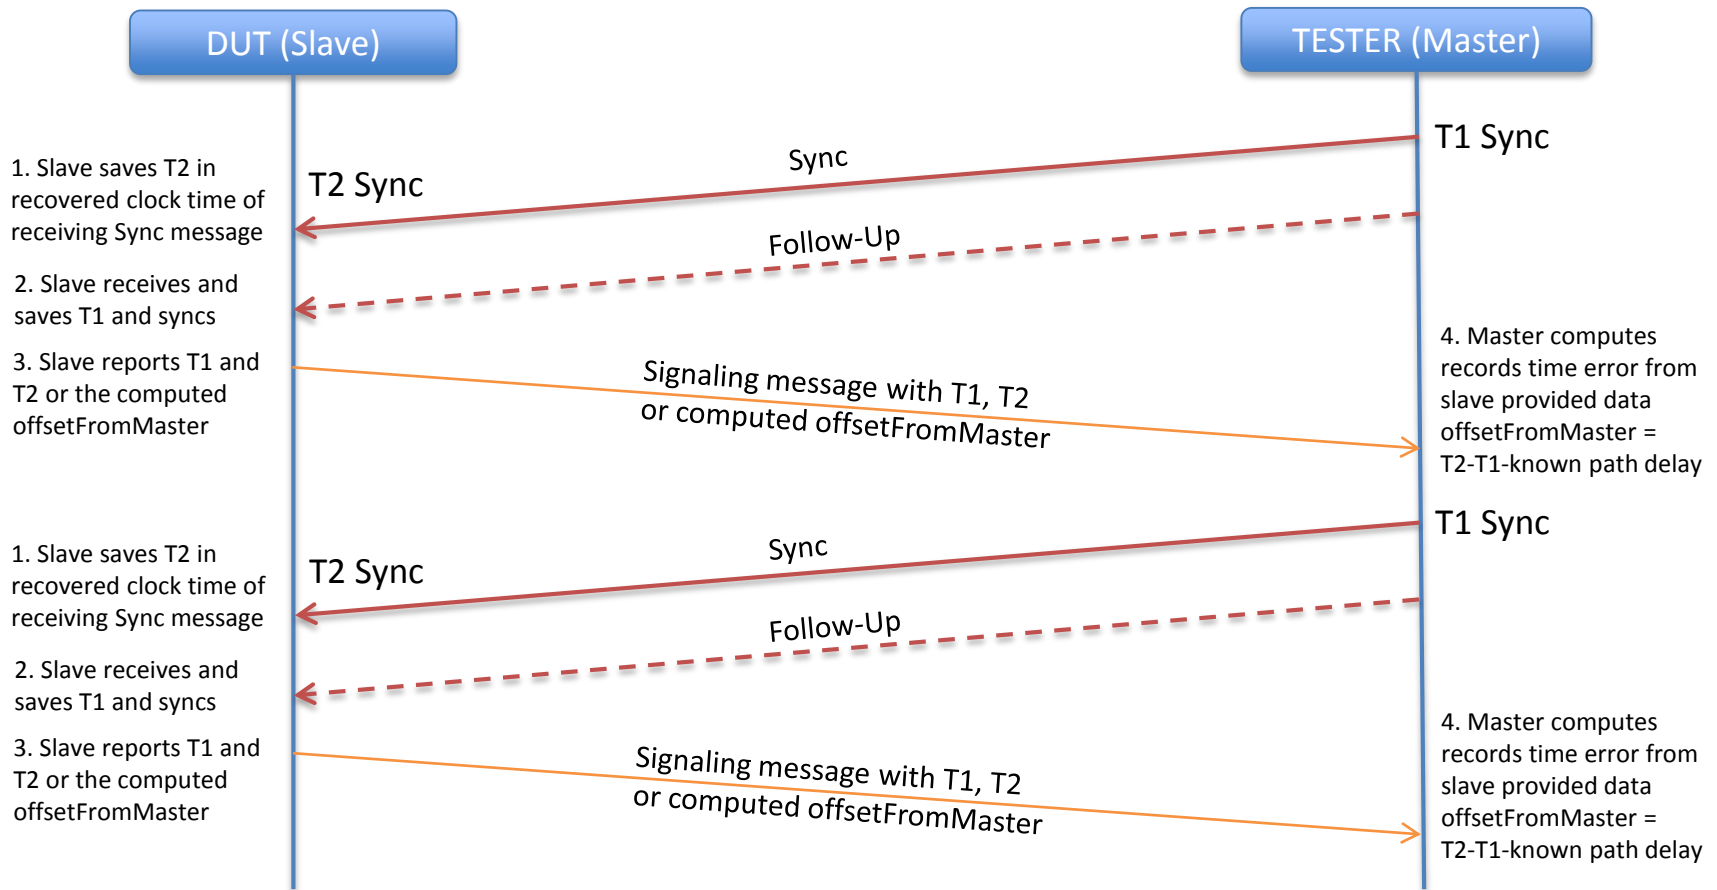 DUT (Slave)
TESTER (Master)
T1 Sync
Sync
1. Slave saves T2 in
recovered clock time of
receiving Sync message
T2 Sync
Follow-Up
2. Slave receives and
saves T1 and syncs
3. Slave reports T1 and
T2 or the computed
offsetFromMaster
Signaling message with T1, T2
or computed offsetFromMaster
4. Master computes
records time error from
slave provided data
offsetFromMaster =
T2-T1-known path delay
T1 Sync
Sync
1. Slave saves T2 in
recovered clock time of
receiving Sync message
T2 Sync
Follow-Up
2. Slave receives and
saves T1 and syncs
3. Slave reports T1 and
T2 or the computed
offsetFromMaster
Signaling message with T1, T2
or computed offsetFromMaster
4. Master computes
records time error from
slave provided data
offsetFromMaster =
T2-T1-known path delay